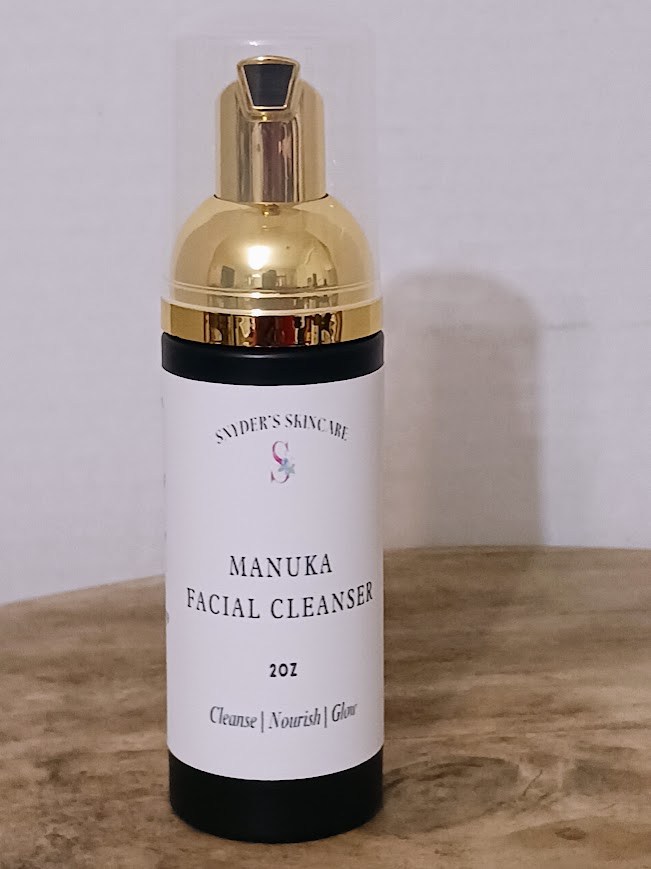 SNYDER'S SKINCARE
S
MANUKA
FACIAL CLEANSER
2OZ
Cleanse | Nourish | Glow